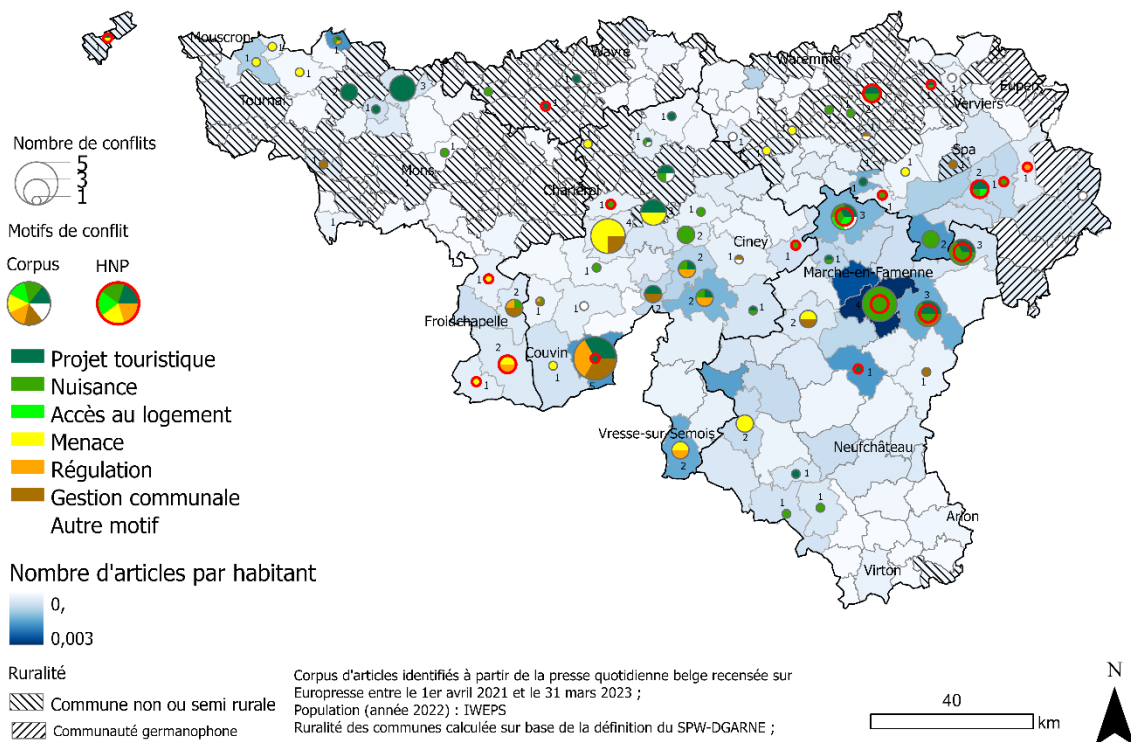 Mouscron
Wavre
Waremme
Tournai
Eupen
Verviers
Nombre de conflits
5
3
1
Mons
Spa
Charleroi
Motifs de conflit
Corpus
HNP
Ciney
Marche-en-Famenne
Froidchapelle
Couvin
Projet touristique
Nuisance
Accès au logement
Menace
Régulation
Gestion communale
Autre motif
Vresse-sur-Semois
Neufchâteau
Arlon
Virton
Nombre d'articles par habitant
0,
0,003
Ruralité
Commune non ou semi rurale
Communauté germanophone
Corpus d'articles identifiés à partir de la presse quotidienne belge recensée sur
Europresse entre le 1er avril 2021 et le 31 mars 2023 ;
Population (année 2022) : IWEPS
Ruralité des communes calculée sur base de la définition du SPW-DGARNE ;
40
km
N